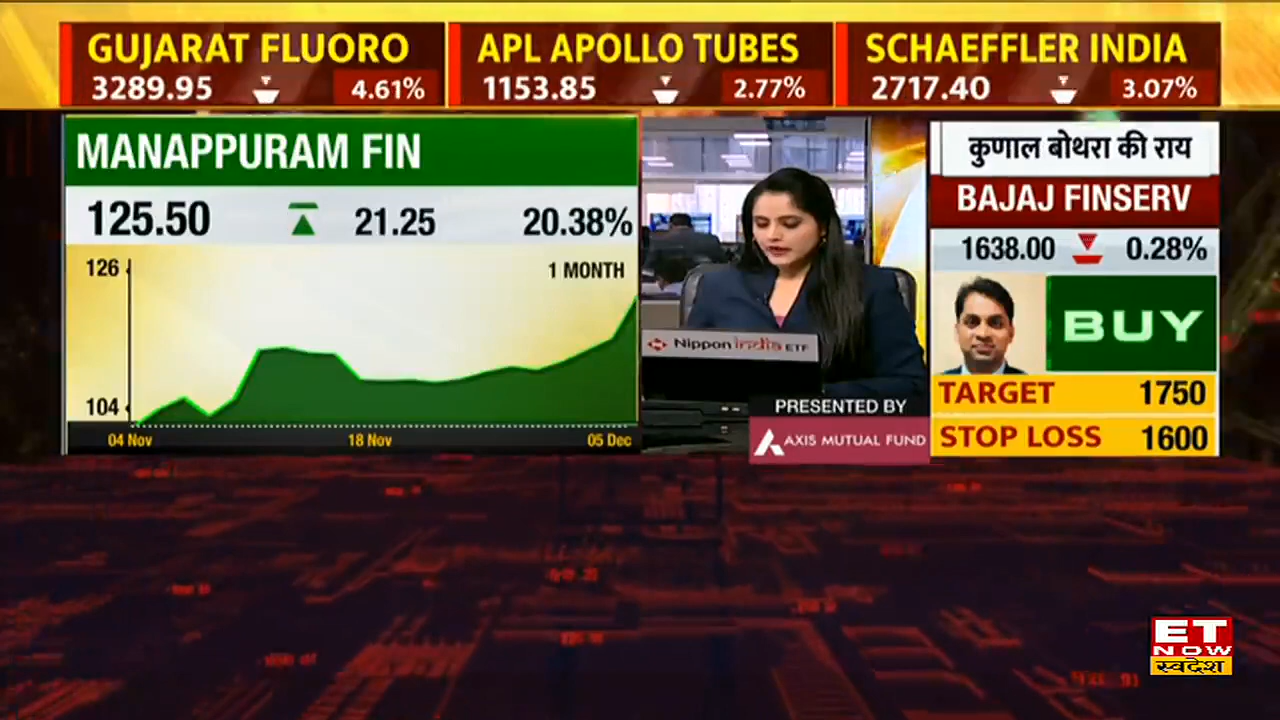 GUJARAT FLUORO
3289.95 4.61%
APL APOLLO TUBES
1153.85 2.77%
SCHAEFFLER INDIA
2717.40 3.07%
MANAPPURAM FIN
125.50 21.25 20.38%
126
1 MONTH
104
04 Nov 18 Nov 05 Dec
Nippon india ETF
PRESENTED BY
AXIS MUTUAL FUND
कुणाल बोथरा की राय
BAJAJ FINSERV
1638.00 0.28%
BUY
TARGET 1750
STOP LOSS 1600
ET
NOW
स्वदेश